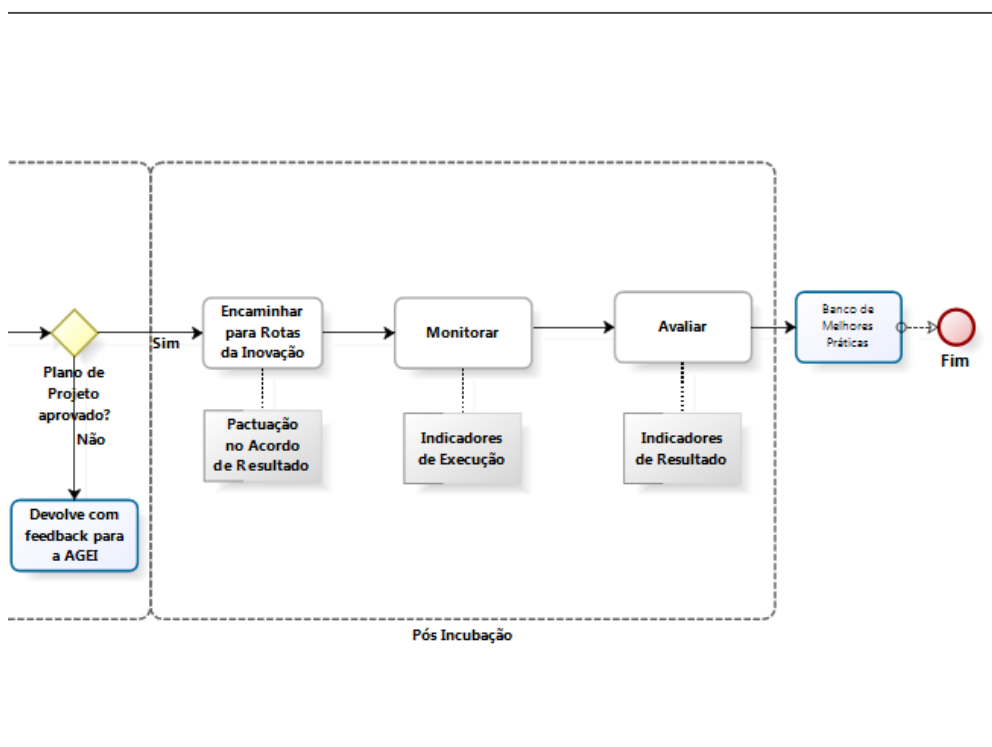 Plano de
Projeto
aprovado?
Sim
Não
Devolve com
feedback para
a AGEI
Encaminhar
para Rotas
da Inovação
Pactuação
no Acordo
de Resultado
Monitorar
Indicadores
de Execução
Avaliar
Indicadores
de Resultado
Banco de
Melhores
Práticas
Fim
Pós Incubação